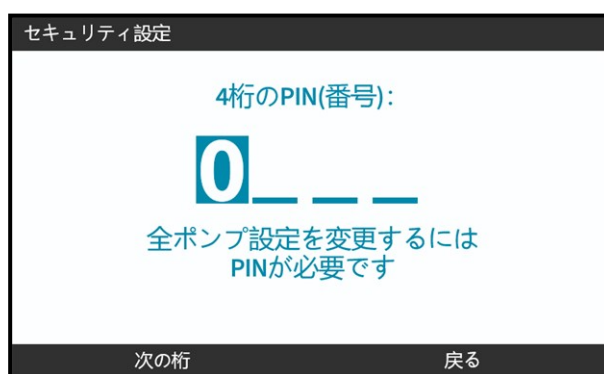 セキュリティ設定
4桁のPIN(番号):
0_ _ _
全ポンプ設定を変更するには
PINが必要です
次の桁 戻る